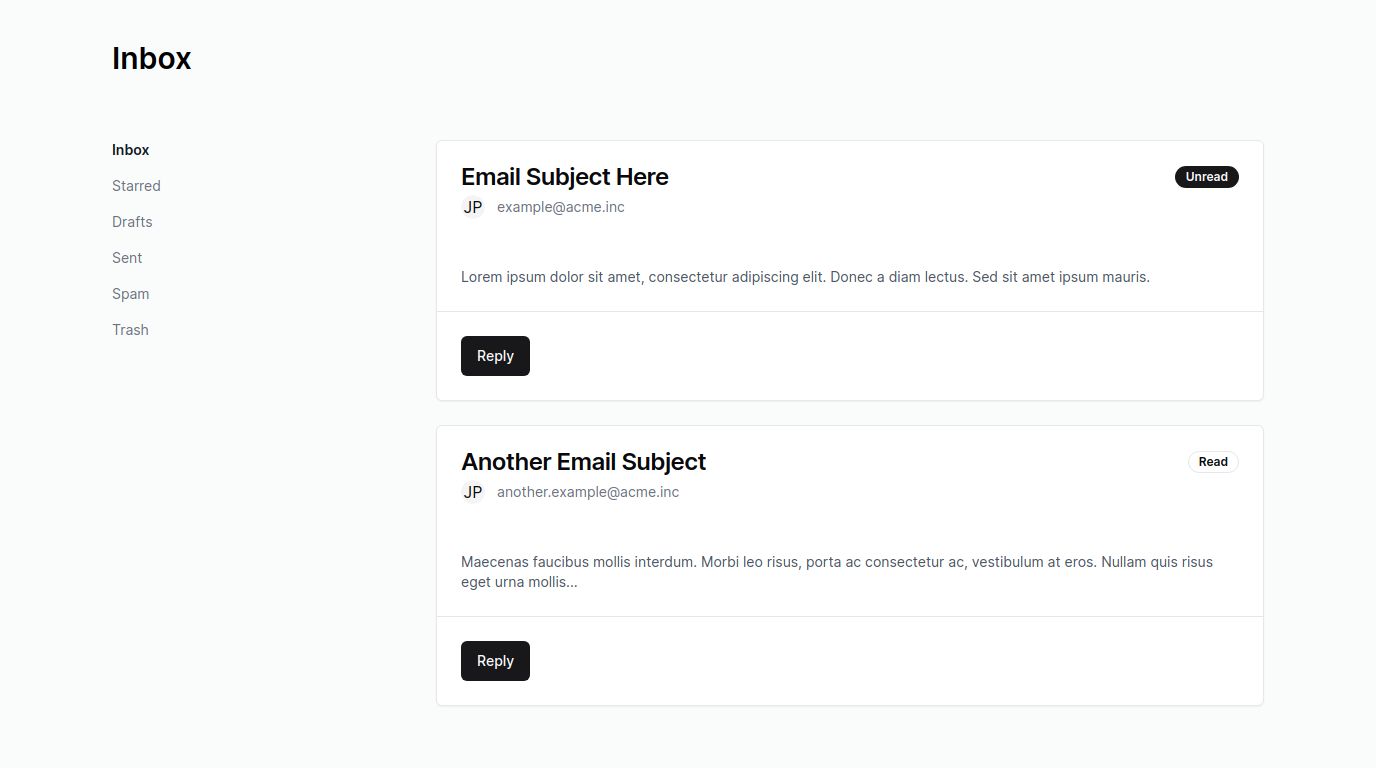 Inbox
Inbox
Starred
Drafts
Sent
Spam
Trash
Email Subject Here
Unread
JP example@acme.inc
Lorem ipsum dolor sit amet, consectetur adipiscing elit. Donec a diam lectus. Sed sit amet ipsum mauris.
Reply
Another Email Subject
Read
JP another.example@acme.inc
Maecenas faucibus mollis interdum. Morbi leo risus, porta ac consectetur ac, vestibulum at eros. Nullam quis risus
eget urna mollis...
Reply